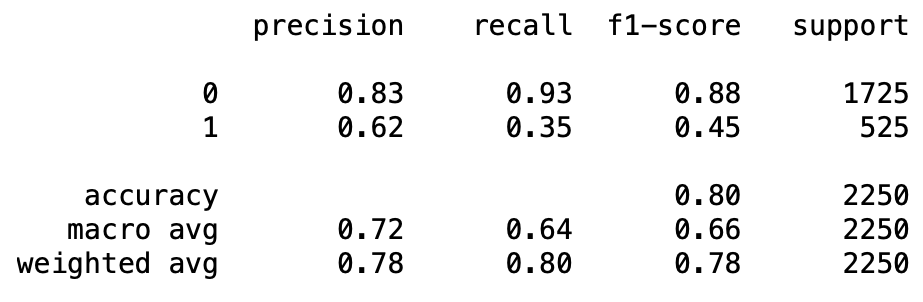 precision recall f1-score support
0 0.83 0.93 0.88 1725
1 0.62 0.35 0.45 525
accuracy 0.80 2250
macro avg 0.72 0.64 0.66 2250
weighted avg 0.78 0.80 0.78 2250